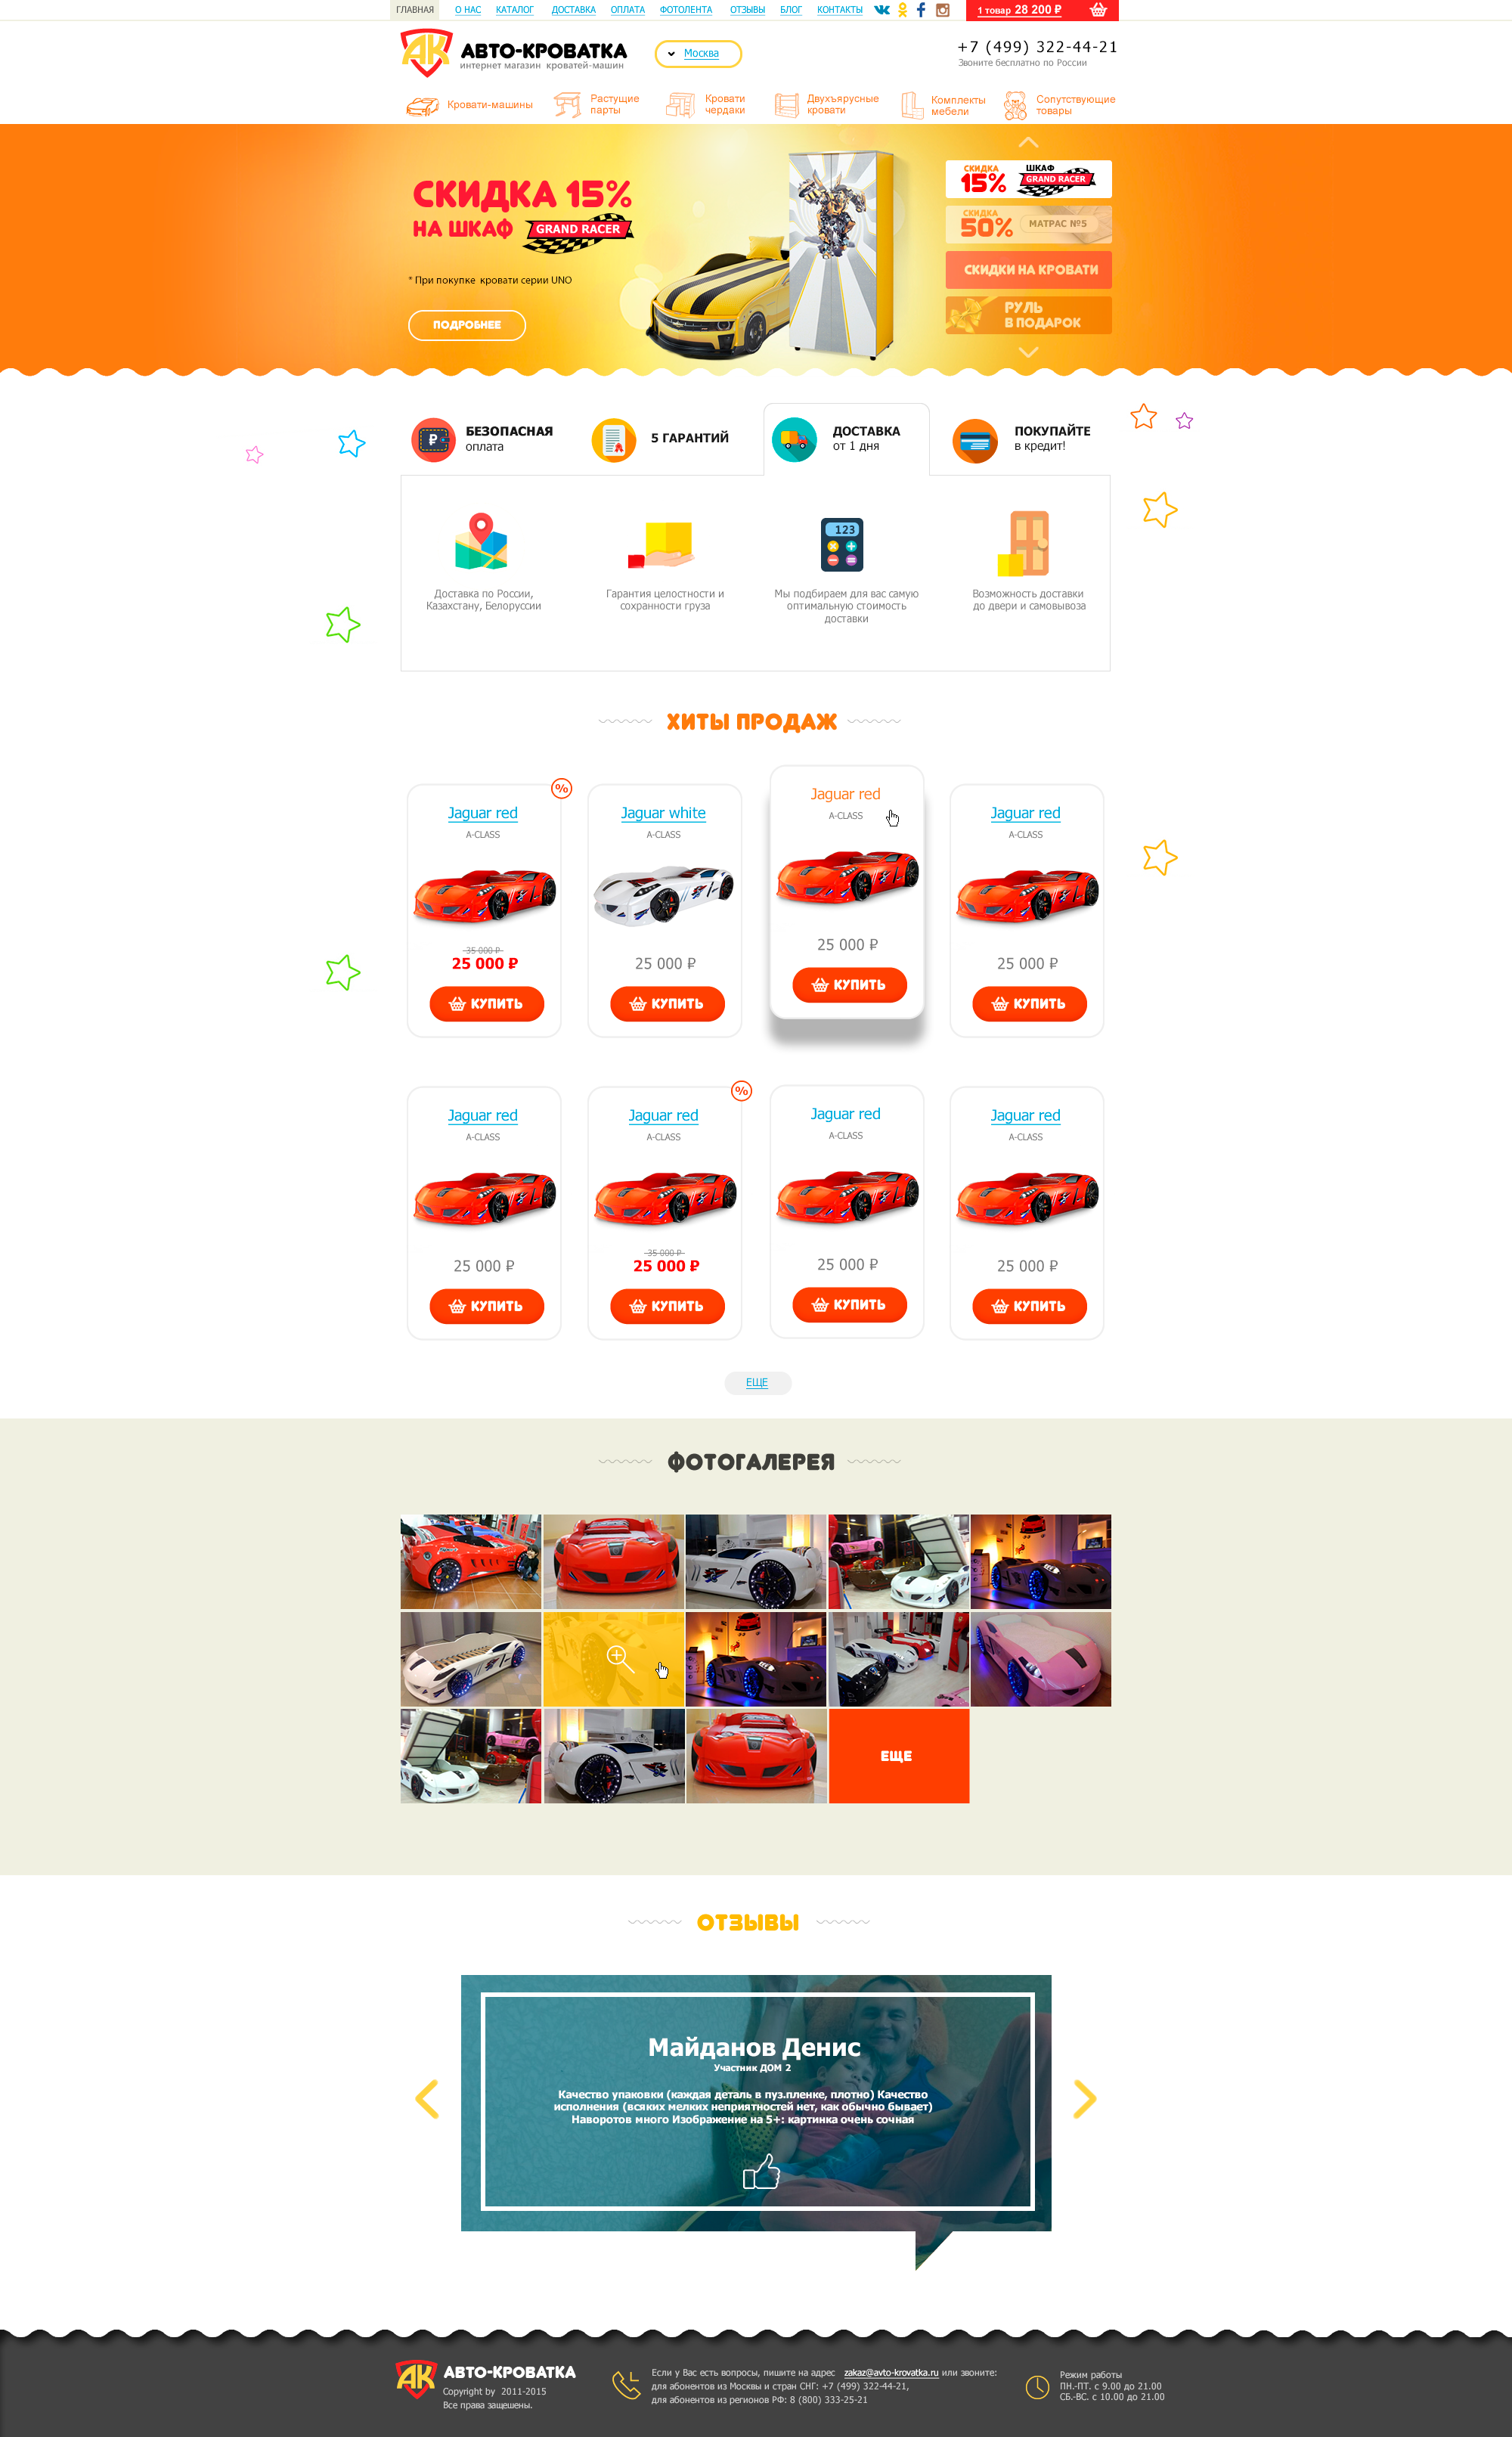 ГЛАВНАЯ О НАС КАТАЛОГ ДОСТАВКА ОПЛАТА ФОТОЛЕНТА ОТЗЫВЫ БЛОГ КОНТАКТЫ
1 товар 28 200 ₽
АК АВТО-КРОВАТКА
интернет магазин кроватей-машин
Москва
+7 (499) 322-44-21
Звоните бесплатно по России
Кровати-машины
Растущие
парты
Кровати
чердаки
Двухъярусные
кровати
Комплекты
мебели
Сопутствующие
товары
СКИДКА 15%
НА ШКАФ GRAND RACER
* При покупке кровати серии UNO
ПОДРОБНЕЕ
СКИДКА
15%
ШКАФ
GRAND RACER
СКИДКА
50%
МАТРАС №5
СКИДКИ НА КРОВАТИ
РУЛЬ
В ПОДАРОК
БЕЗОПАСНАЯ
оплата
5 ГАРАНТИЙ
ДОСТАВКА
от 1 дня
ПОКУПАЙТЕ
в кредит!
123
Доставка по России,
Казахстану, Белоруссии
Гарантия целостности и
сохранности груза
Мы подбираем для вас самую
оптимальную стоимость
доставки
Возможность доставки
до двери и самовывоза
ХИТЫ ПРОДАЖ
%
Jaguar red
A-CLASS
35 000 ₽
25 000 ₽
КУПИТЬ
Jaguar white
A-CLASS
25 000 ₽
КУПИТЬ
Jaguar red
A-CLASS
25 000 ₽
КУПИТЬ
Jaguar red
A-CLASS
25 000 ₽
КУПИТЬ
Jaguar red
A-CLASS
25 000 ₽
КУПИТЬ
%
Jaguar red
A-CLASS
35 000 ₽
25 000 ₽
КУПИТЬ
Jaguar red
A-CLASS
25 000 ₽
КУПИТЬ
Jaguar red
A-CLASS
25 000 ₽
КУПИТЬ
ЕЩЕ
ФОТОГАЛЕРЕЯ
ЕЩЕ
ОТЗЫВЫ
Майданов Денис
Участник ДОМ 2
Качество упаковки (каждая деталь в пуз.пленке, плотно) Качество
исполнения (всяких мелких неприятностей нет, как обычно бывает)
Наворотов много Изображение на 5+: картинка очень сочная
АК АВТО-КРОВАТКА
Copyright by 2011-2015
Все права защешены.
Если у Вас есть вопросы, пишите на адрес zakaz@avto-krovatka.ru или звоните:
для абонентов из Москвы и стран СНГ: +7 (499) 322-44-21,
для абонентов из регионов РФ: 8 (800) 333-25-21
Режим работы
ПН.-ПТ. с 9.00 до 21.00
СБ.-ВС. с 10.00 до 21.00